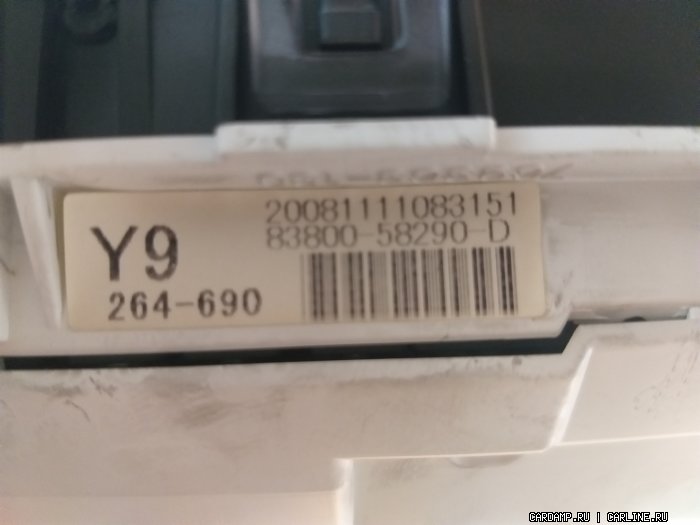 20081111083151
Y9
83800-58290-D
264-690
CARDAMP.RU | CARLINE.RU